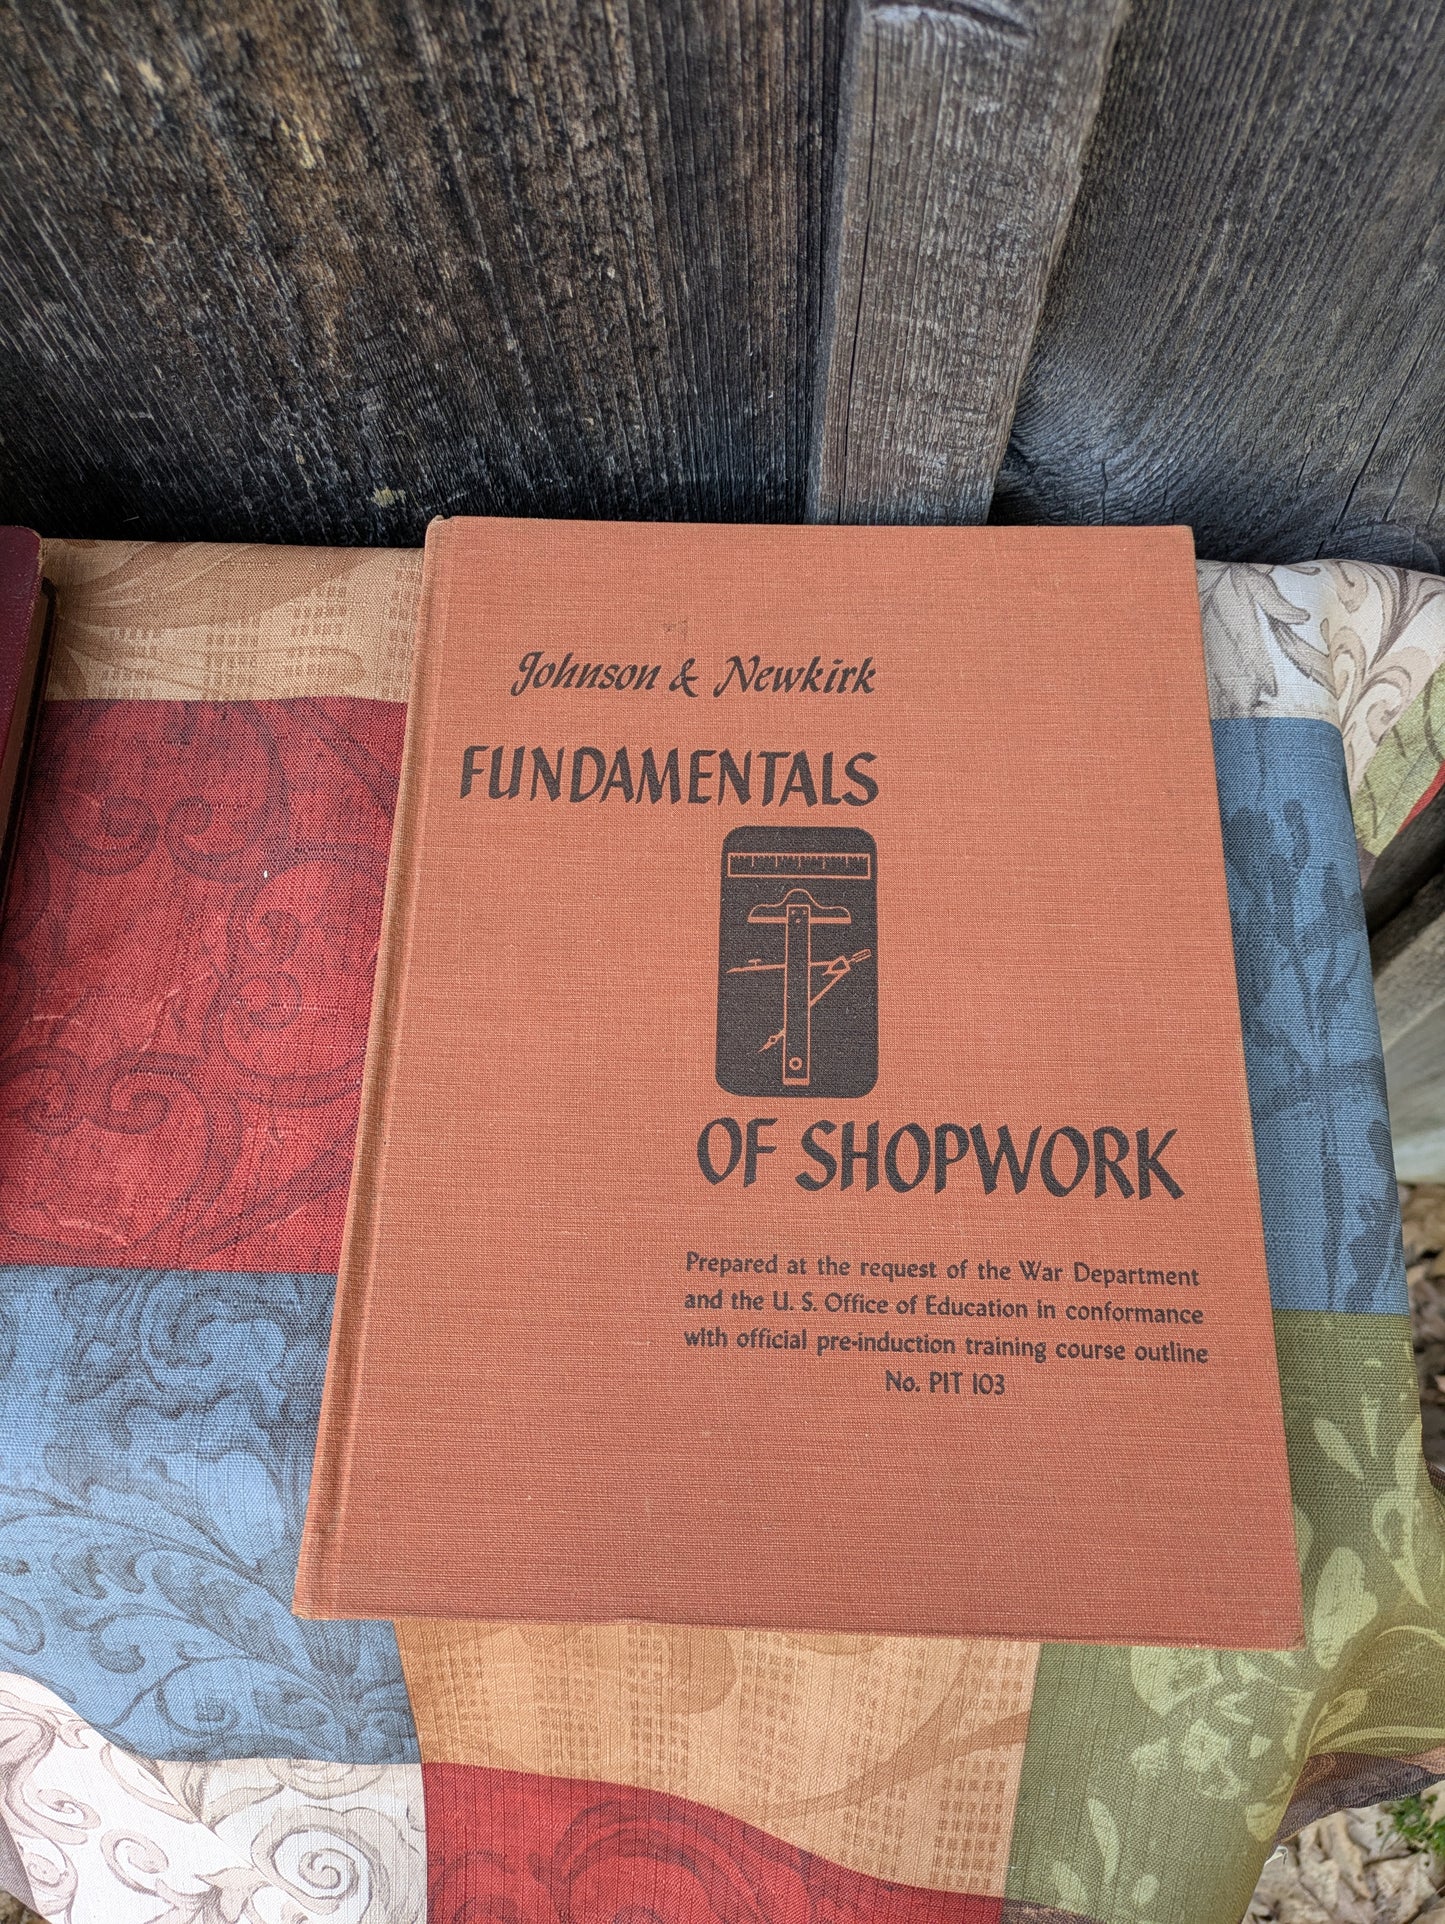 Johnson & Newkirk
FUNDAMENTALS
OF SHOPWORK
Prepared at the request of the War Department
and the U. S. Office of Education in conformance
with official pre-induction training course outline
No. PIT 103